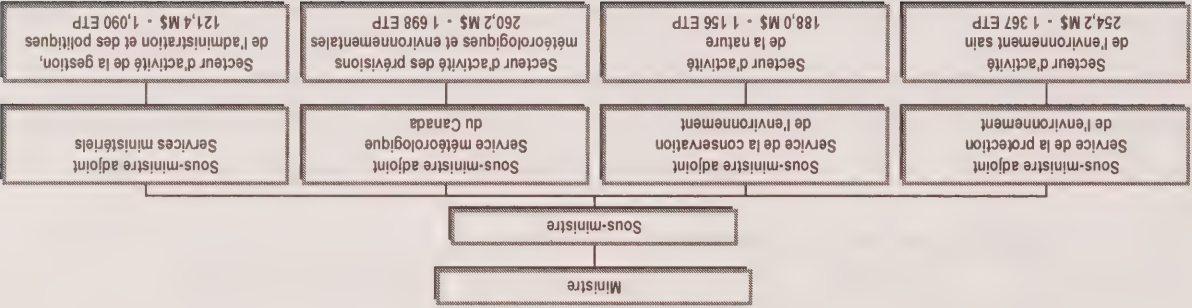 Ministre
Sous-ministre
Sous-ministre adjoint
Service de la protection
de l'environnement
Sous-ministre adjoint
Service de la conservation
de l'environnement
Sous-ministre adjoint
Service météorologique
du Canada
Sous-ministre adjoint
Services ministériels
Secteur d'activité
de l'environnement sain
254,2 M$ - 1 367 ETP
Secteur d'activité
de la nature
188,0 M$ - 1 156 ETP
Secteur d'activité des prévisions
météorologiques et environnementales
260,2 M$ - 1 698 ETP
Secteur d'activité de la gestion,
de l'administration et des politiques
121,4 M$ - 1,090 ETP